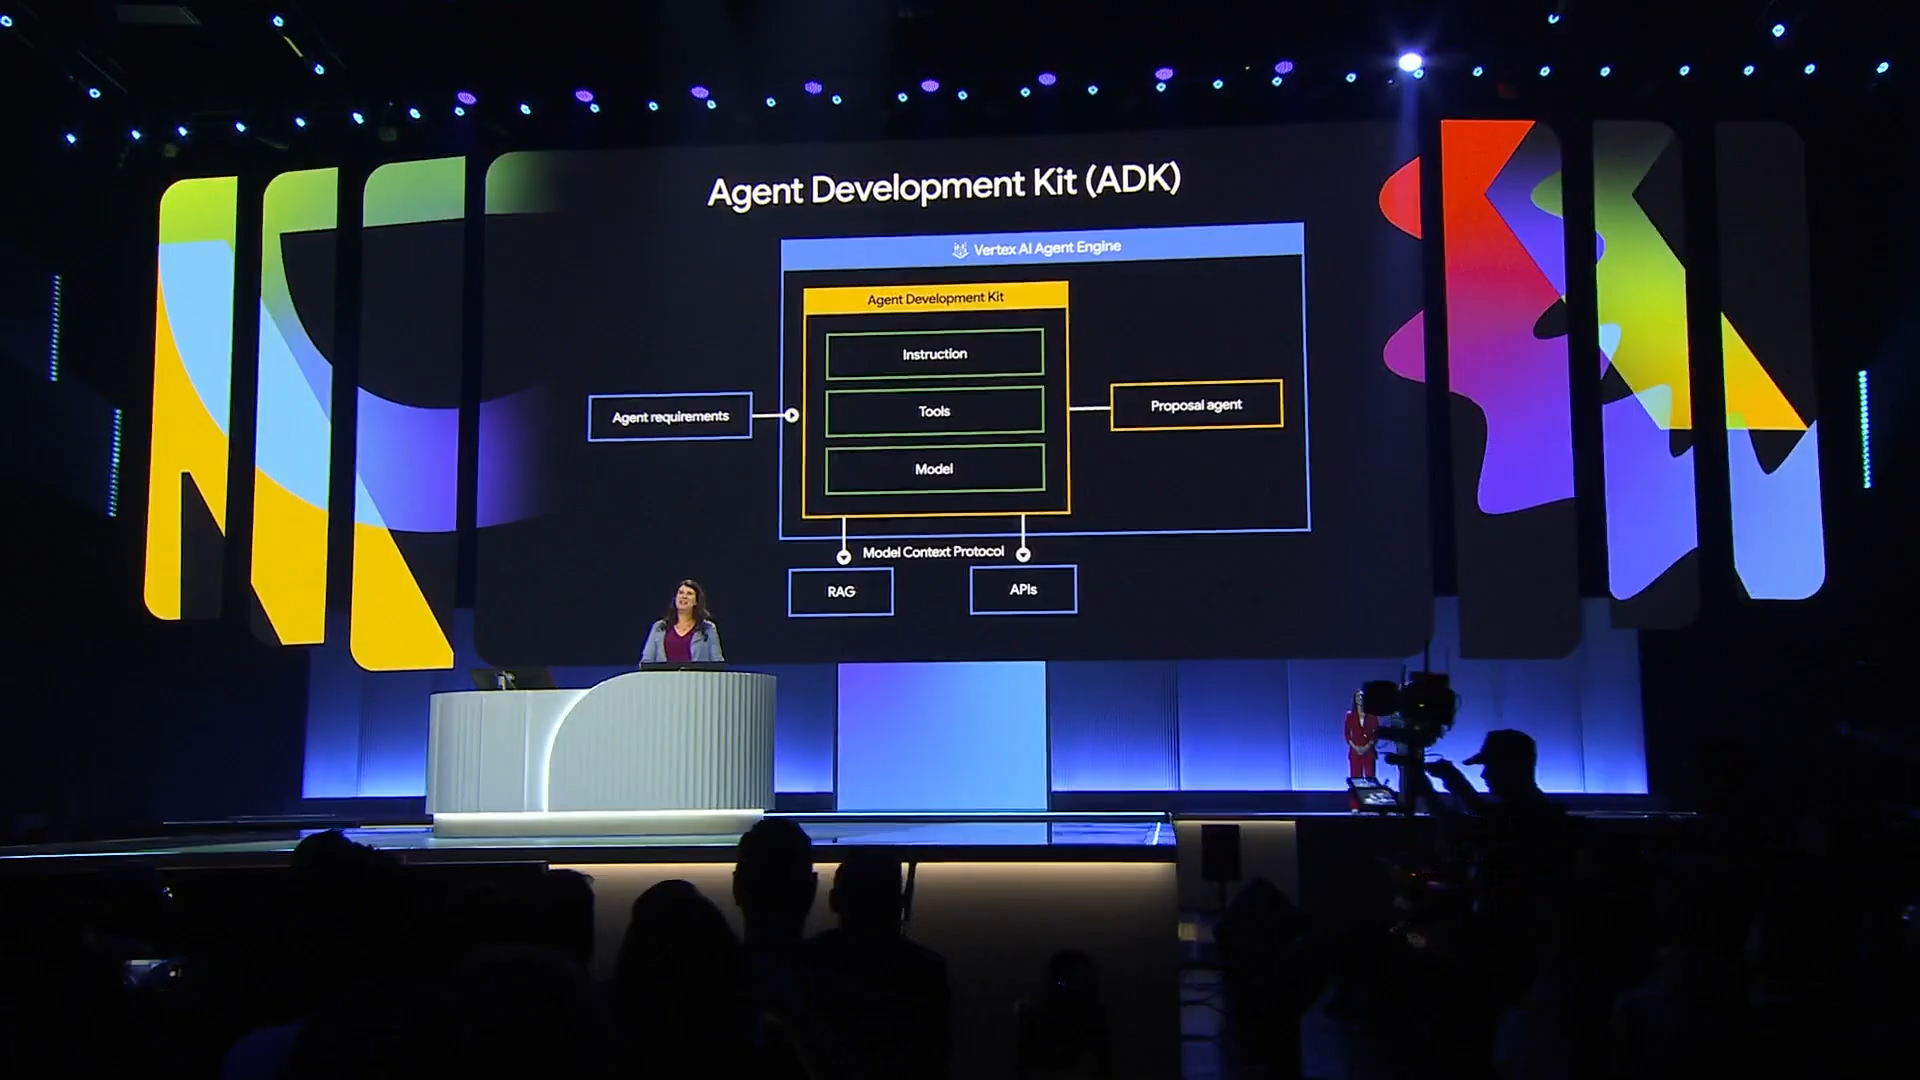 Agent Development Kit (ADK)
Vertex AI Agent Engine
Agent Development Kit
Instruction
Agent requirements
Tools
Proposal agent
Model
Model Context Protocol
RAG
APIs